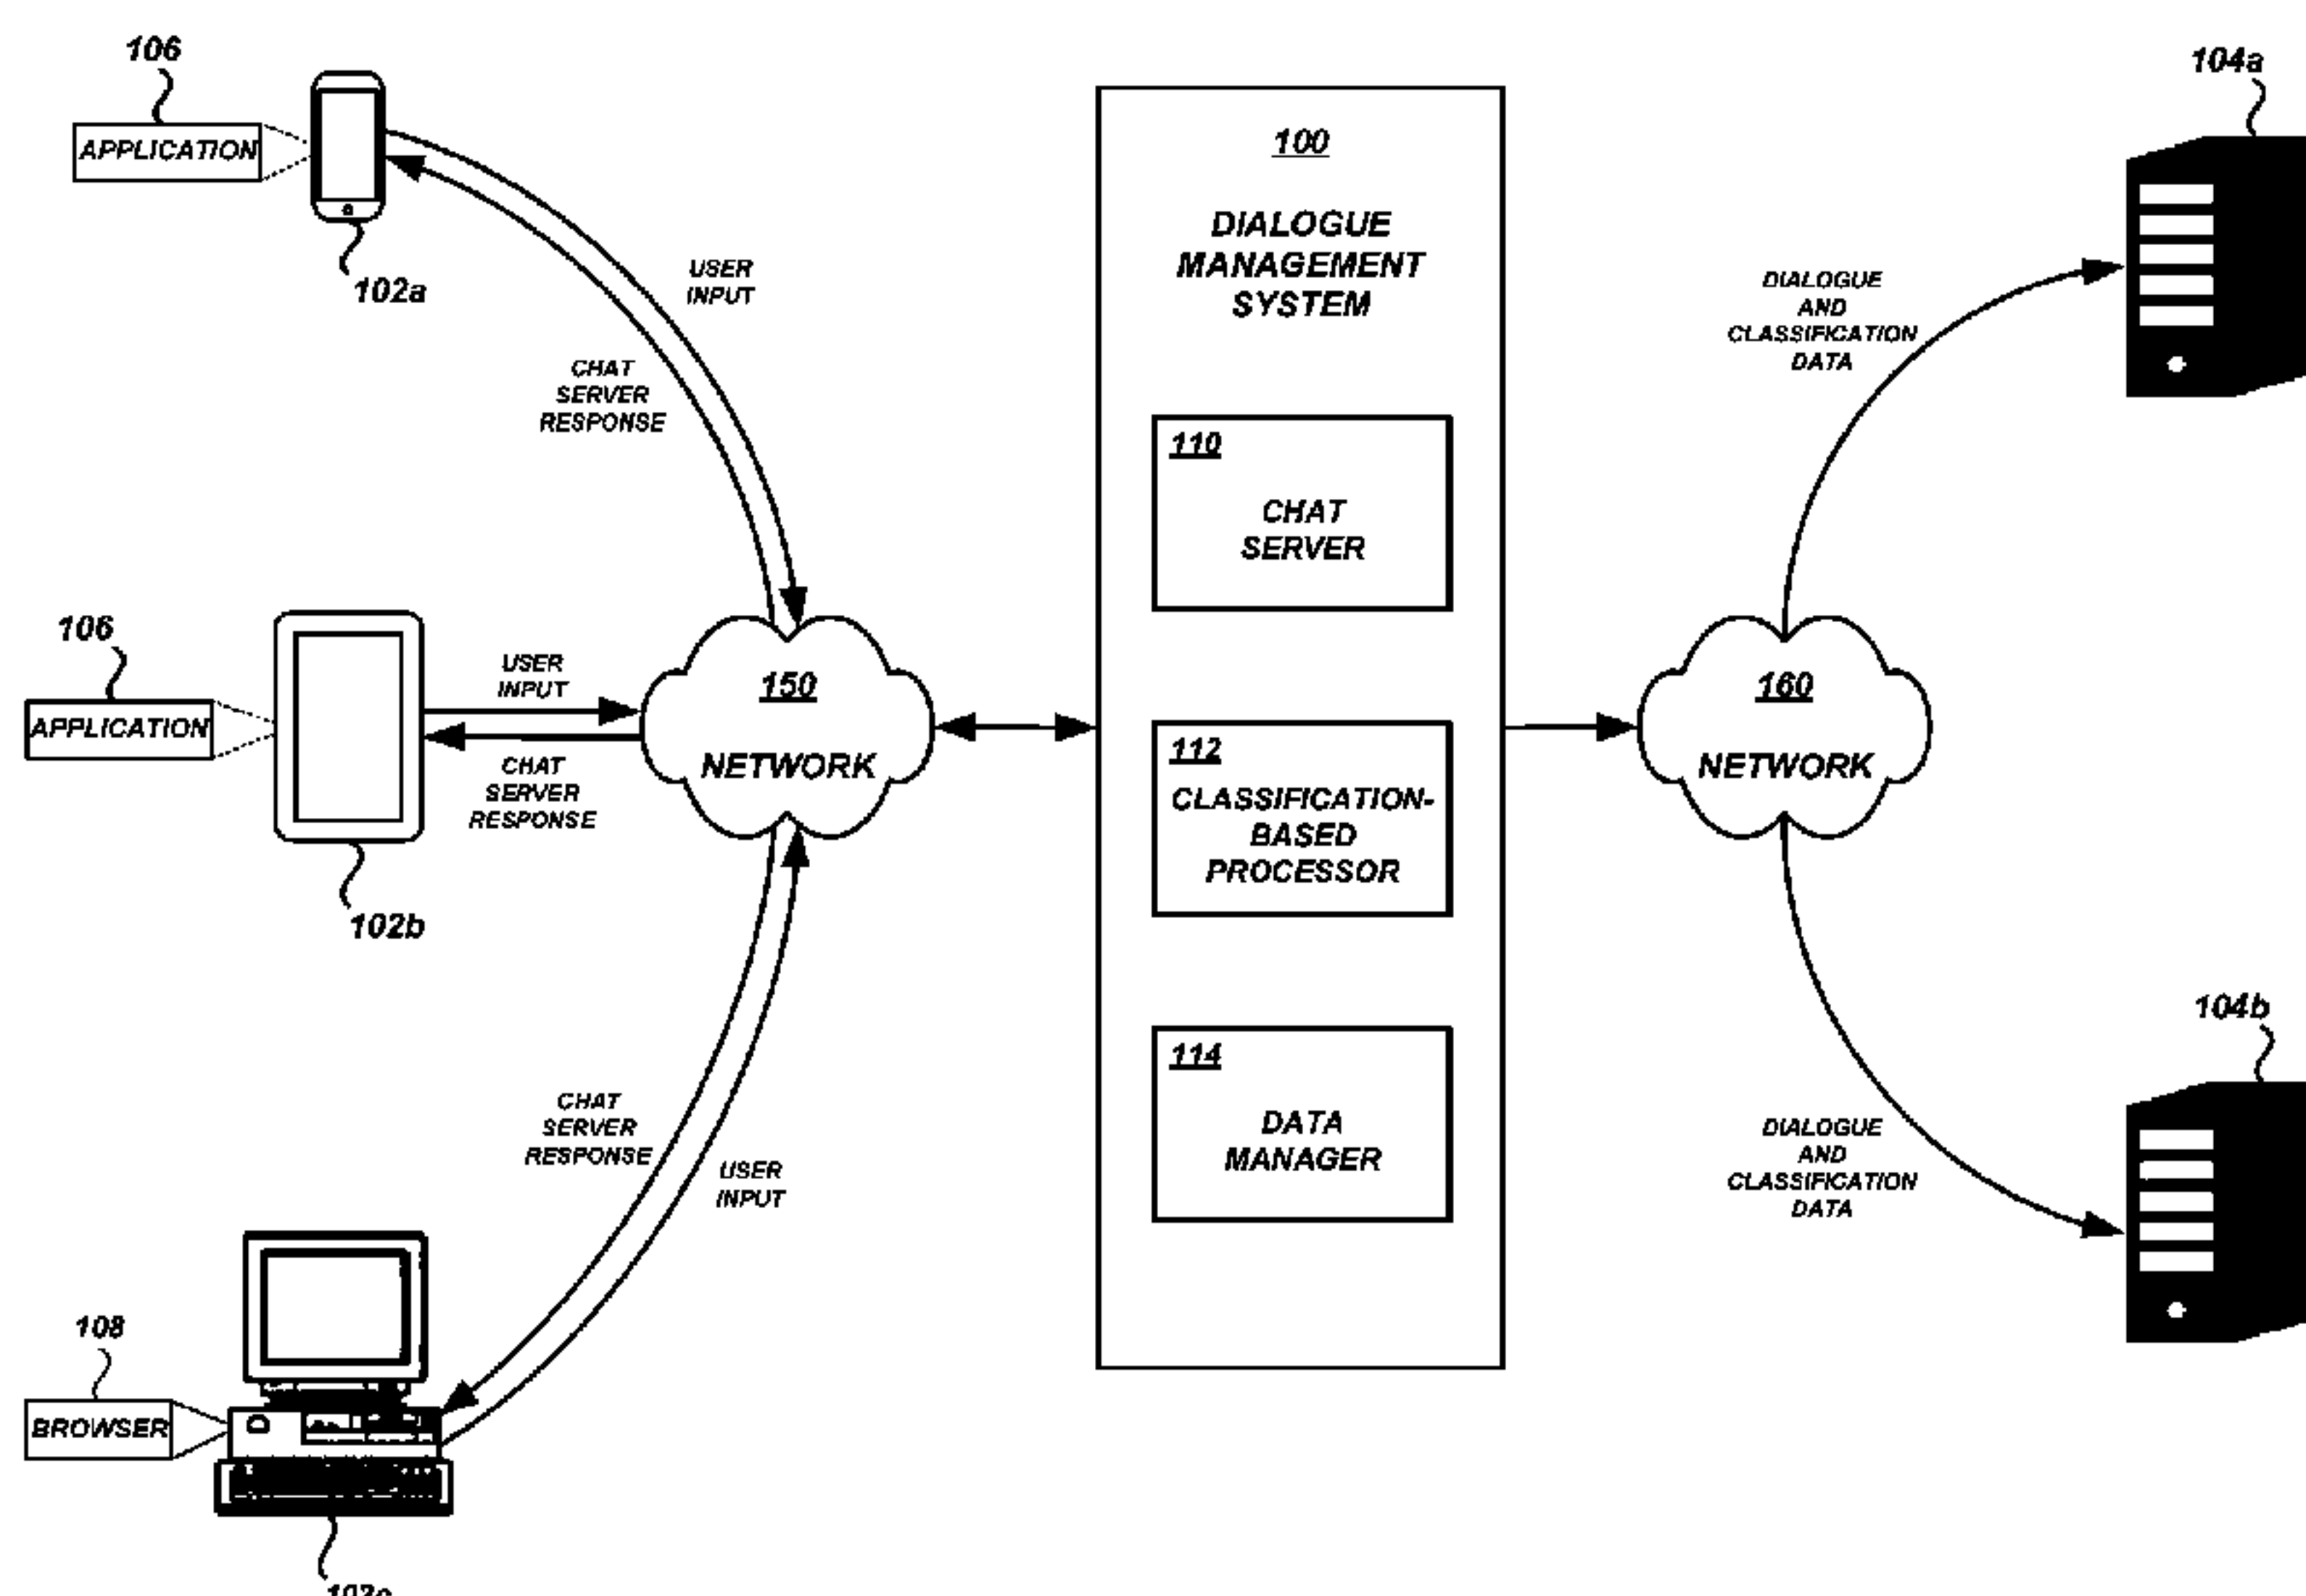 106
APPLICATION
102a
USER
INPUT
CHAT
SERVER
RESPONSE
106
APPLICATION
102b
USER
INPUT
CHAT
SERVER
RESPONSE
150
NETWORK
CHAT
SERVER
RESPONSE
USER
INPUT
108
BROWSER
100
DIALOGUE
MANAGEMENT
SYSTEM
110
CHAT
SERVER
112
CLASSIFICATION-
BASED
PROCESSOR
114
DATA
MANAGER
160
NETWORK
104a
DIALOGUE
AND
CLASSIFICATION
DATA
104b
DIALOGUE
AND
CLASSIFICATION
DATA